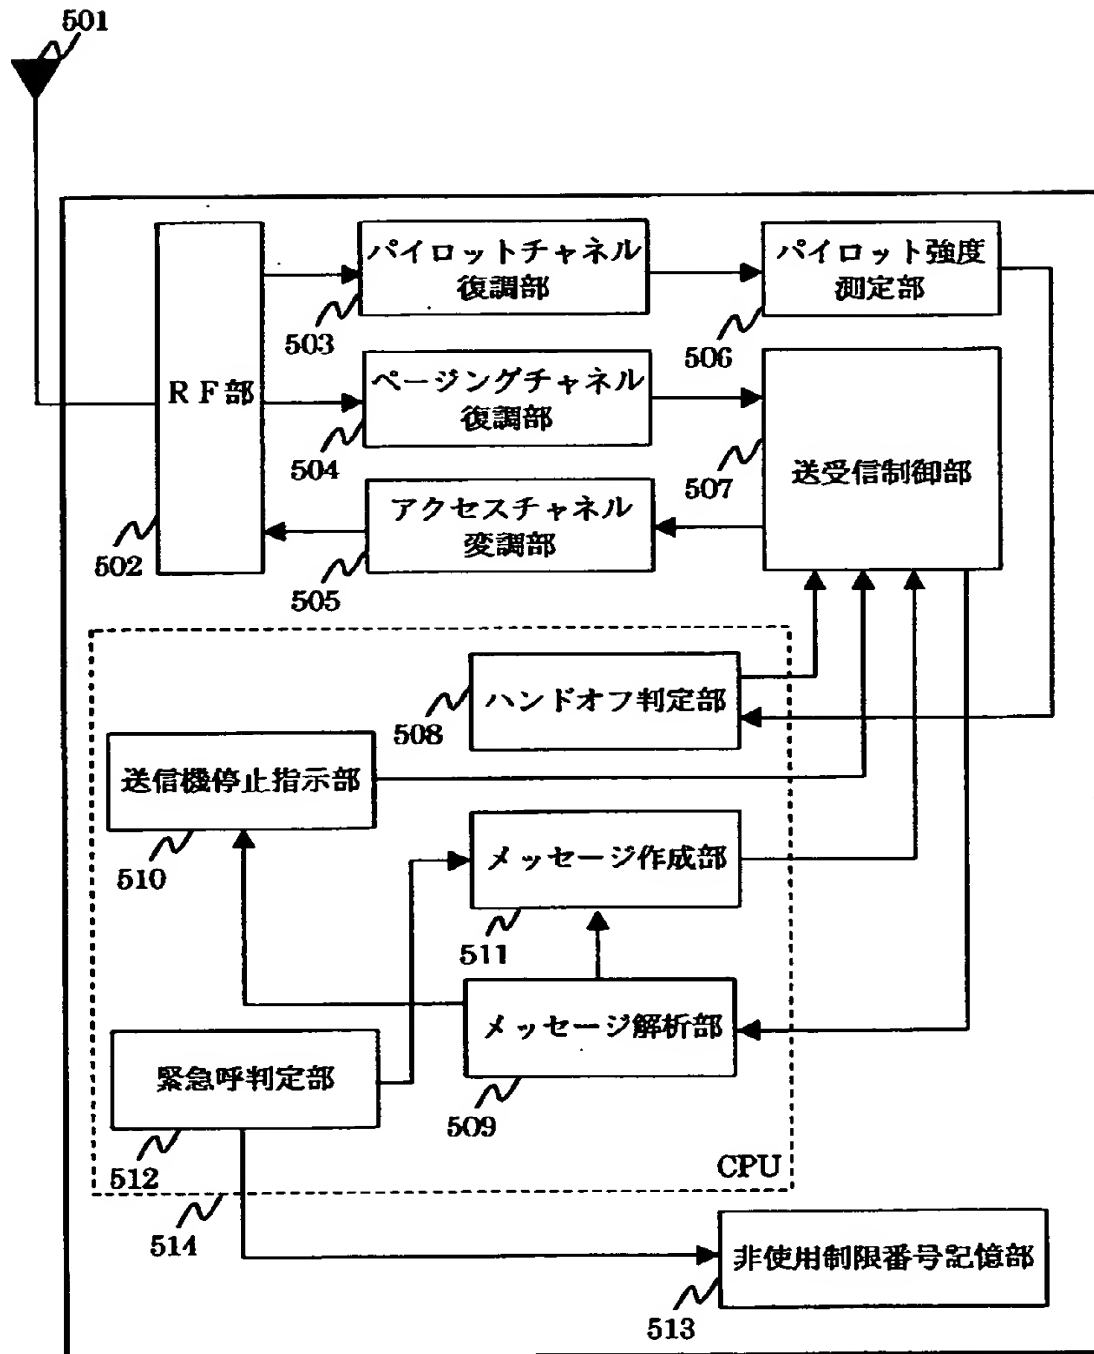 501
パイロットチャネル
復調部
503
パイロット強度
測定部
506
RF部
502
ページングチャネル
復調部
504
送受信制御部
507
アクセスチャネル
変調部
505
ハンドオフ判定部
508
送信機停止指示部
510
メッセージ作成部
511
メッセージ解析部
509
緊急呼判定部
512
CPU
514
非使用制限番号記憶部
513